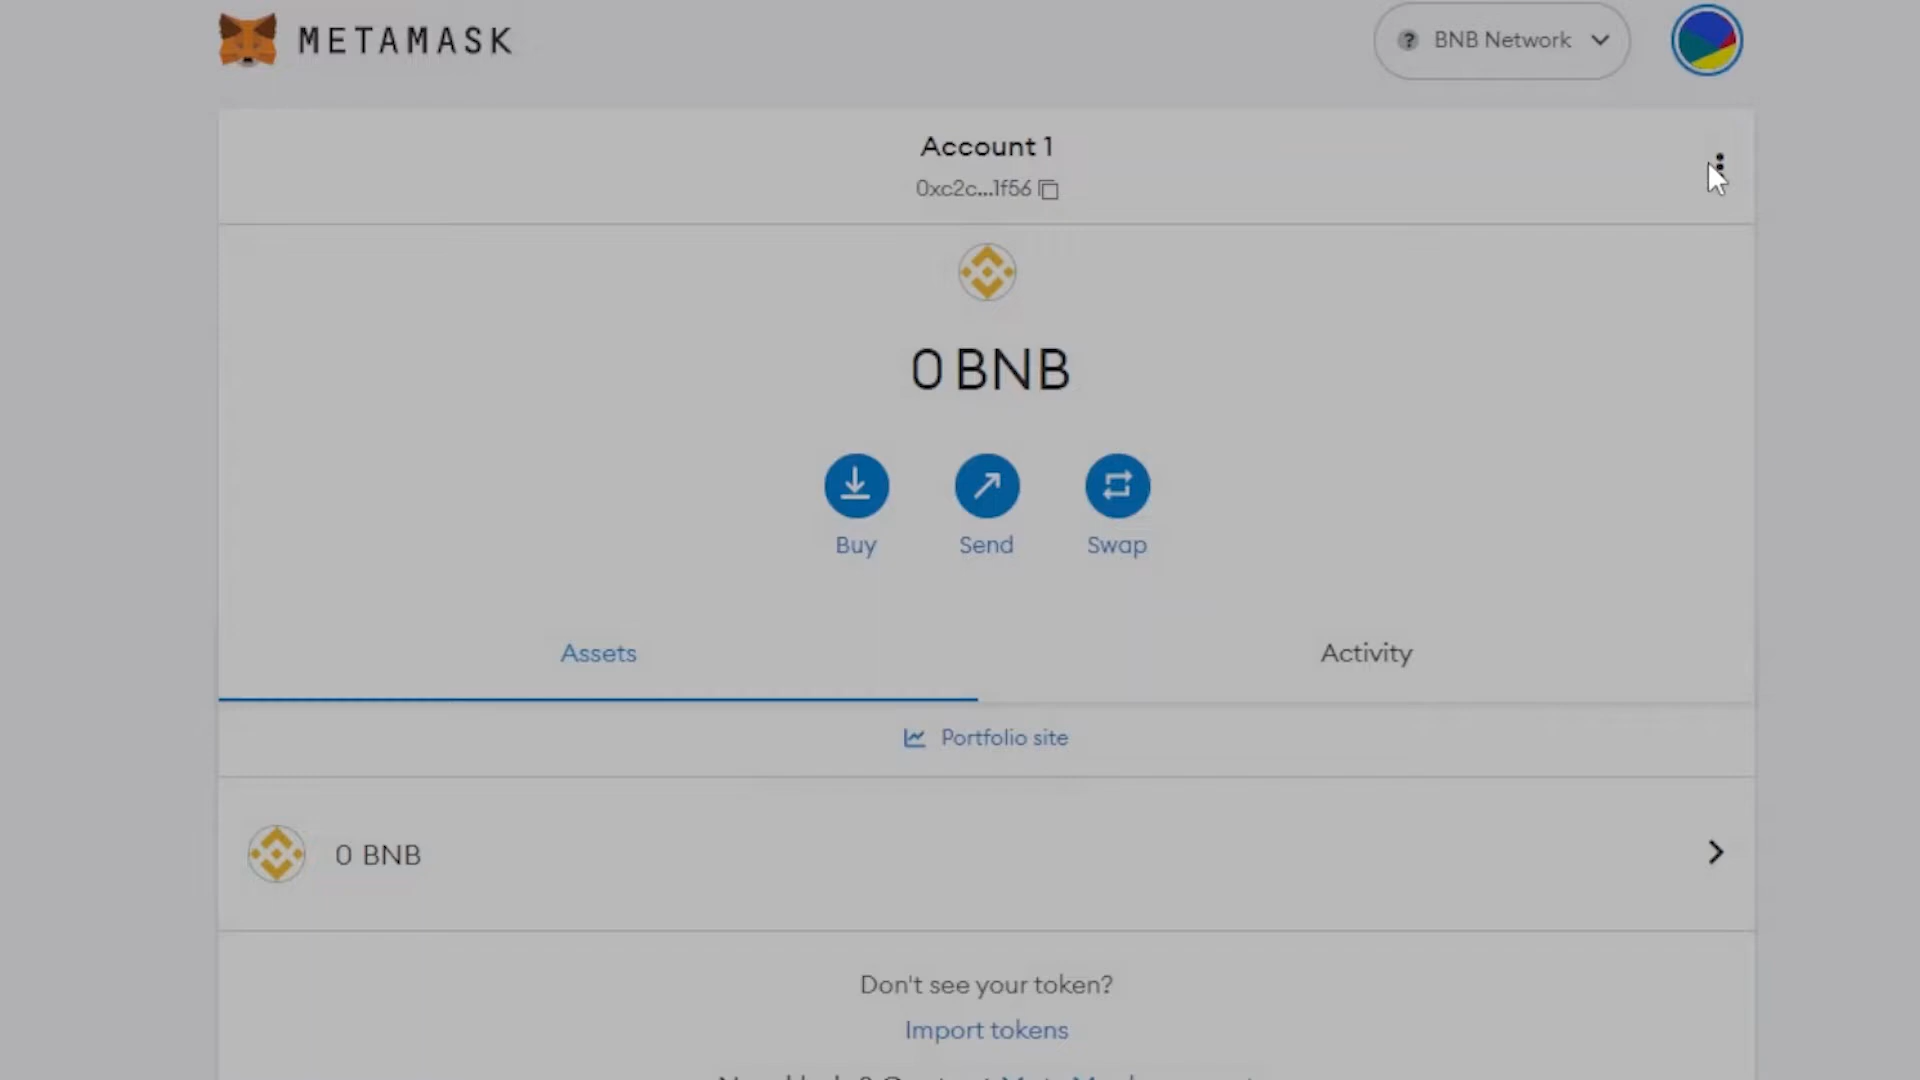 METAMASK
? BNB Network
Account 1
0xc2c...1f56
0 BNB
Buy Send Swap
Assets Activity
Portfolio site
0 BNB
Don't see your token?
Import tokens